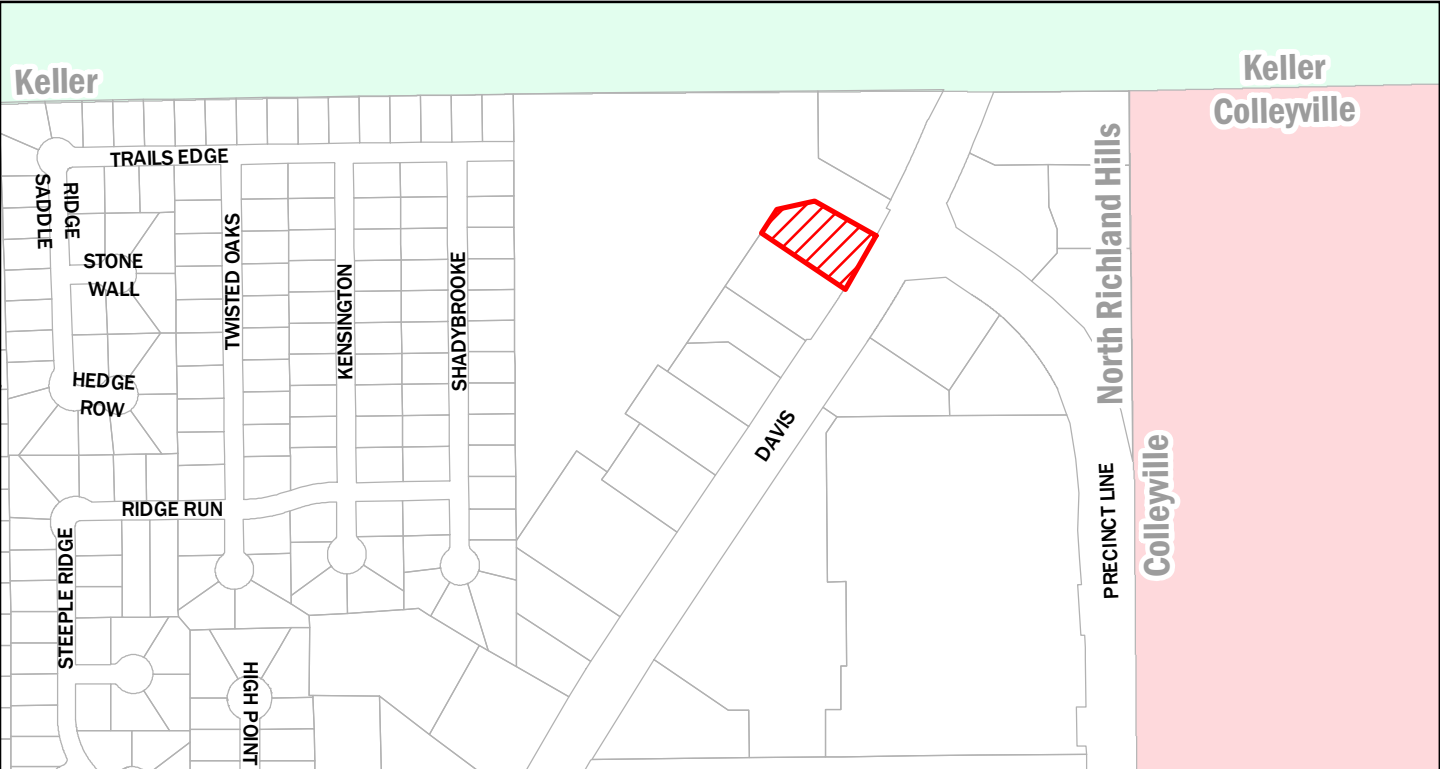 Keller
Keller
Colleyville
TRAILS EDGE
RIDGE
SADDLE
STONE
WALL
TWISTED OAKS
KENSINGTON
SHADYBROOKE
North Richland Hills
HEDGE
ROW
DAVIS
Colleyville
PRECINCT LINE
RIDGE RUN
STEEPLE RIDGE
HIGH POINT